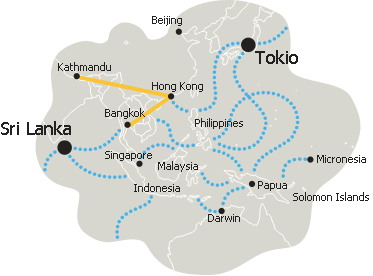 Beijing
Tokio
Kathmandu
Hong Kong
Bangkok
Philippines
Sri Lanka
Singapore
Malaysia
Micronesia
Indonesia
Papua
Solomon Islands
Darwin